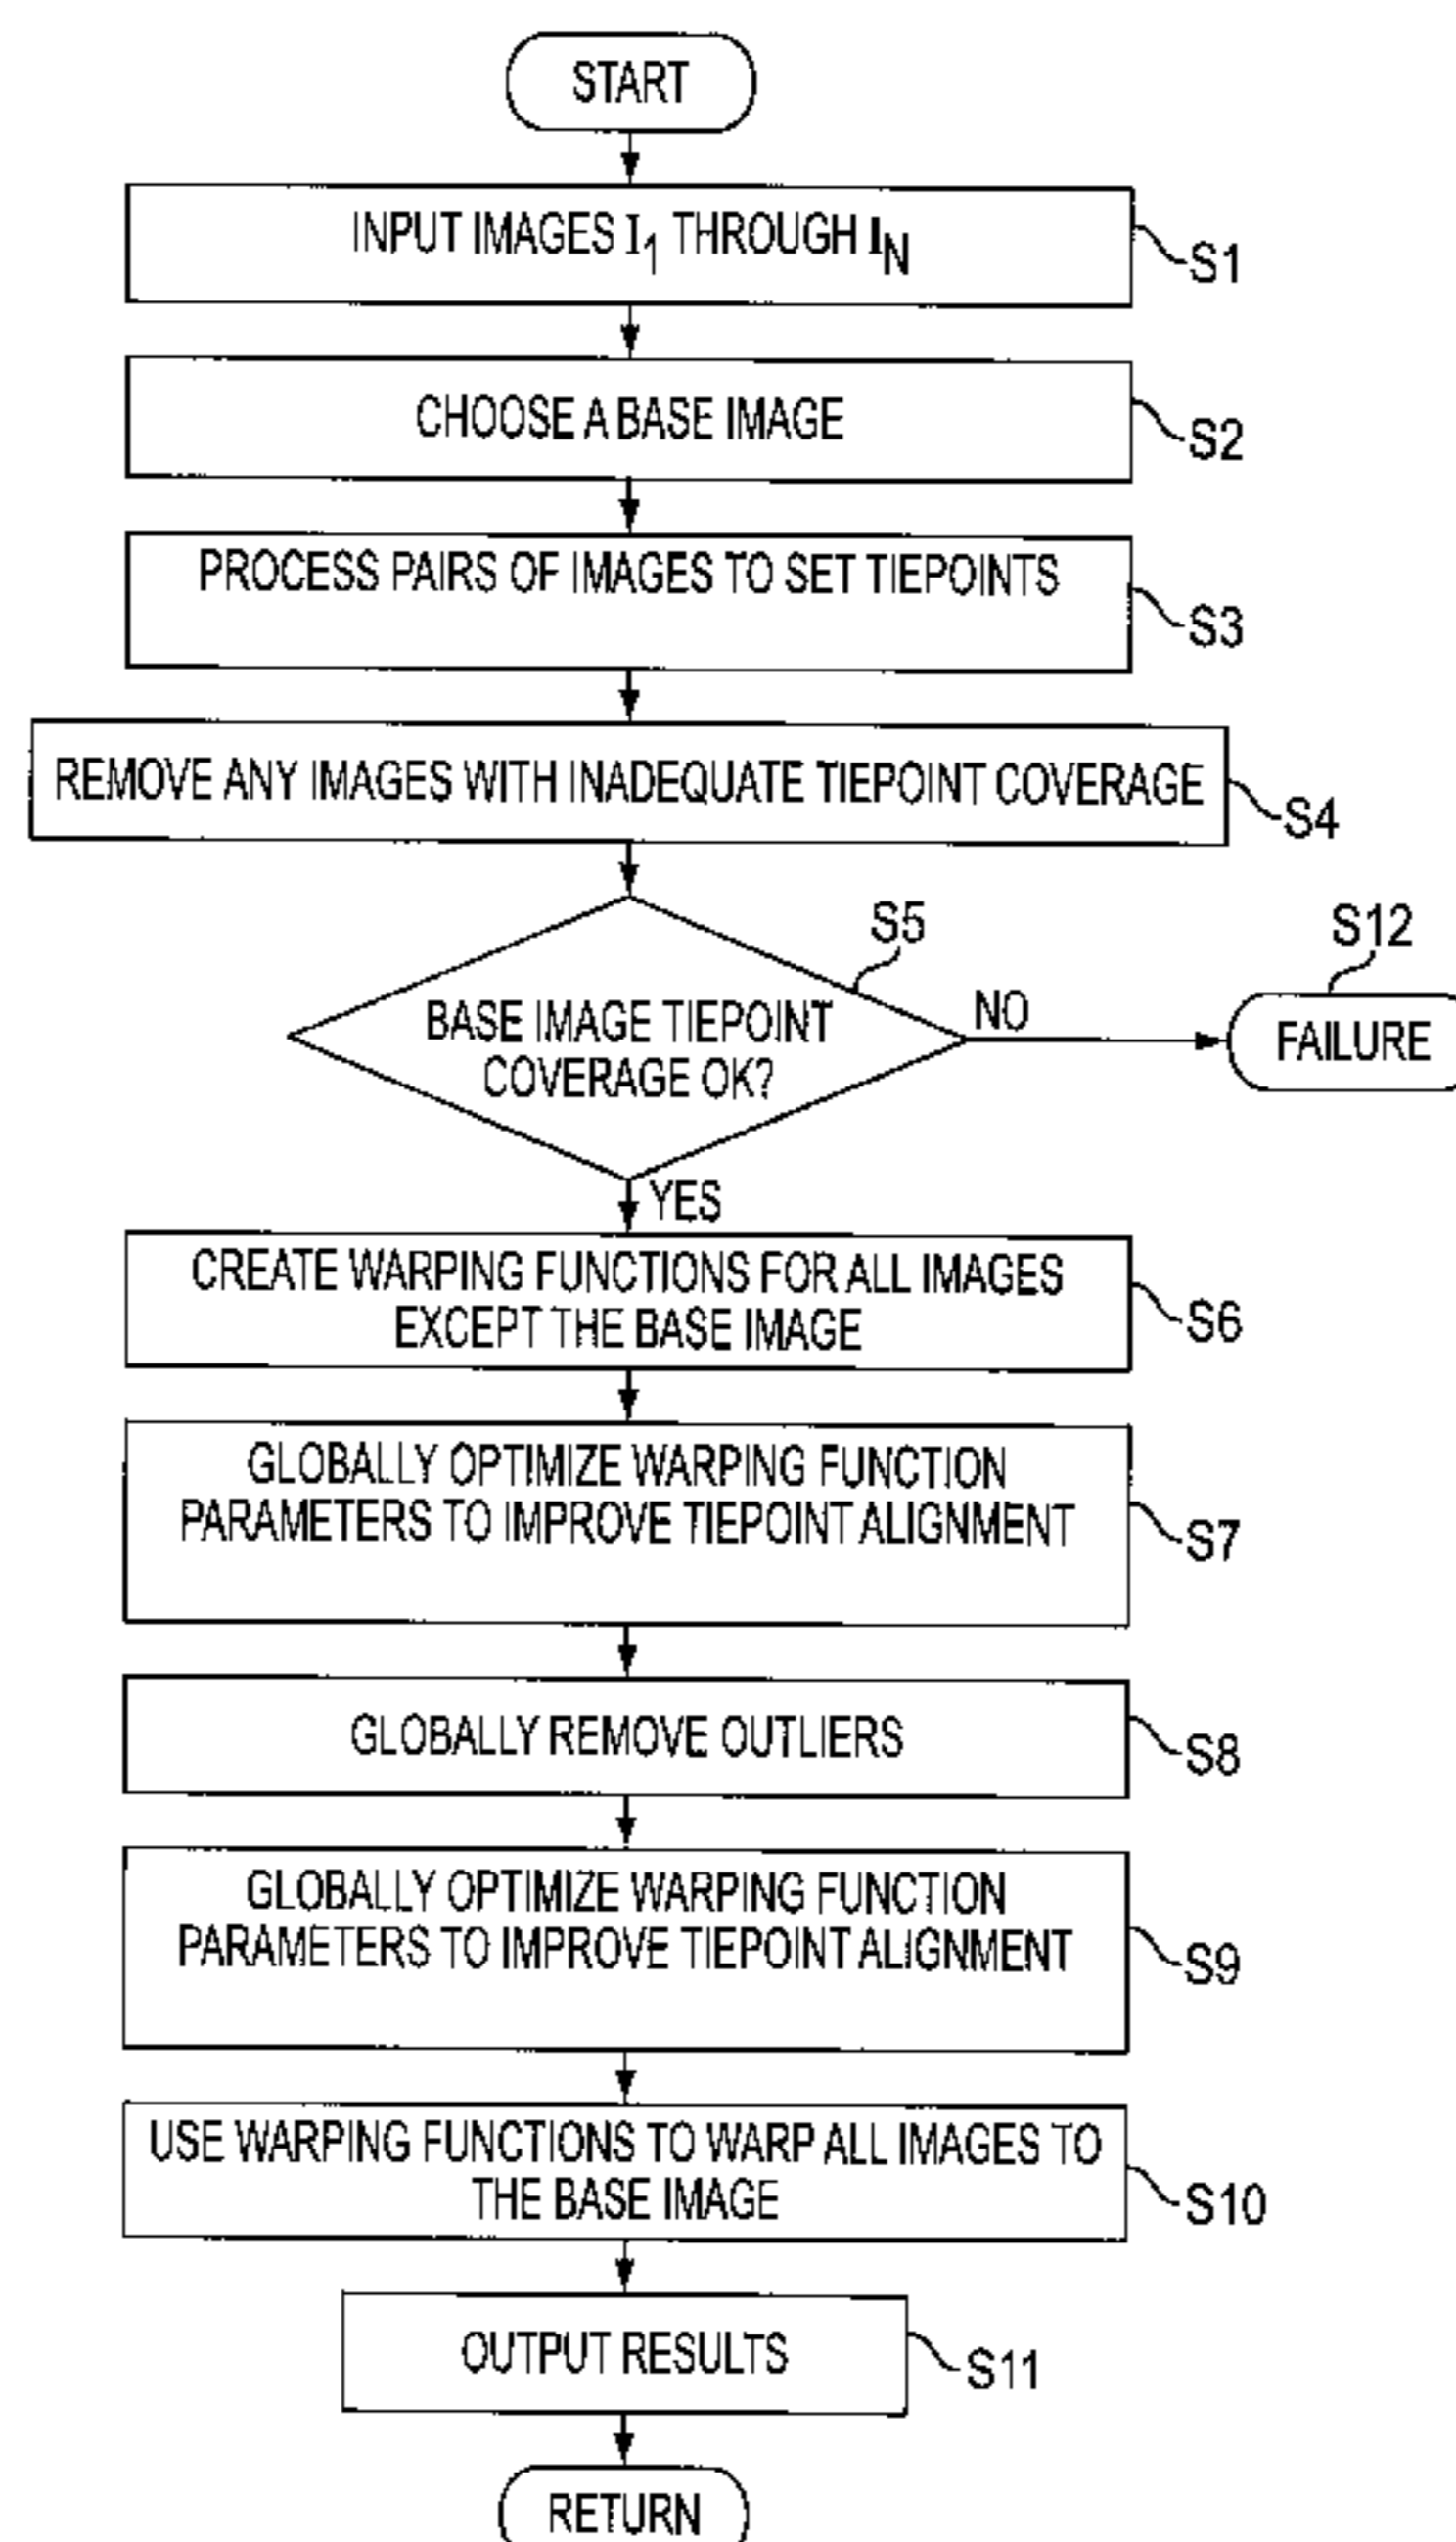 START
INPUT IMAGES I1 THROUGH IN
S1
CHOOSE A BASE IMAGE
S2
PROCESS PAIRS OF IMAGES TO SET TIEPOINTS
S3
REMOVE ANY IMAGES WITH INADEQUATE TIEPOINT COVERAGE
S4
S5
S12
BASE IMAGE TIEPOINT
COVERAGE OK?
NO
FAILURE
YES
CREATE WARPING FUNCTIONS FOR ALL IMAGES
EXCEPT THE BASE IMAGE
S6
GLOBALLY OPTIMIZE WARPING FUNCTION
PARAMETERS TO IMPROVE TIEPOINT ALIGNMENT
S7
GLOBALLY REMOVE OUTLIERS
S8
GLOBALLY OPTIMIZE WARPING FUNCTION
PARAMETERS TO IMPROVE TIEPOINT ALIGNMENT
S9
USE WARPING FUNCTIONS TO WARP ALL IMAGES TO
THE BASE IMAGE
S10
OUTPUT RESULTS
S11
RETURN